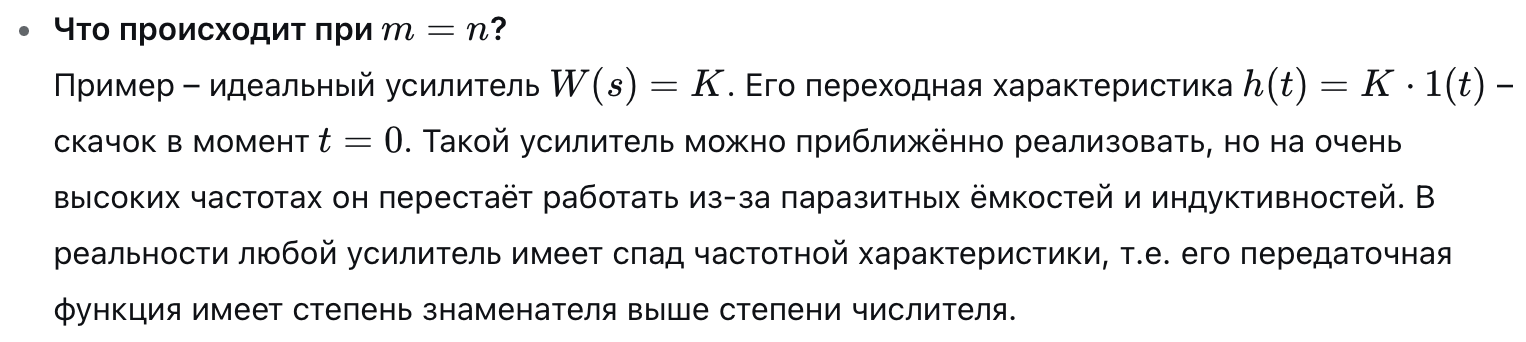 • Что происходит при m = n?
Пример – идеальный усилитель W(s) = K. Его переходная характеристика h(t) = K · 1(t) –
скачок в момент t = 0. Такой усилитель можно приближённо реализовать, но на очень
высоких частотах он перестаёт работать из-за паразитных ёмкостей и индуктивностей. В
реальности любой усилитель имеет спад частотной характеристики, т.е. его передаточная
функция имеет степень знаменателя выше степени числителя.